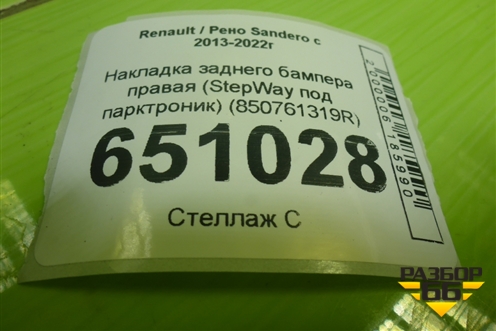 Renault / Рено Sandero с
2013-2022г
Накладка заднего бампера
правая (StepWay под
парктроник) (850761319R)
651028
Стеллаж С
2000006185990
РАЗБОР
66